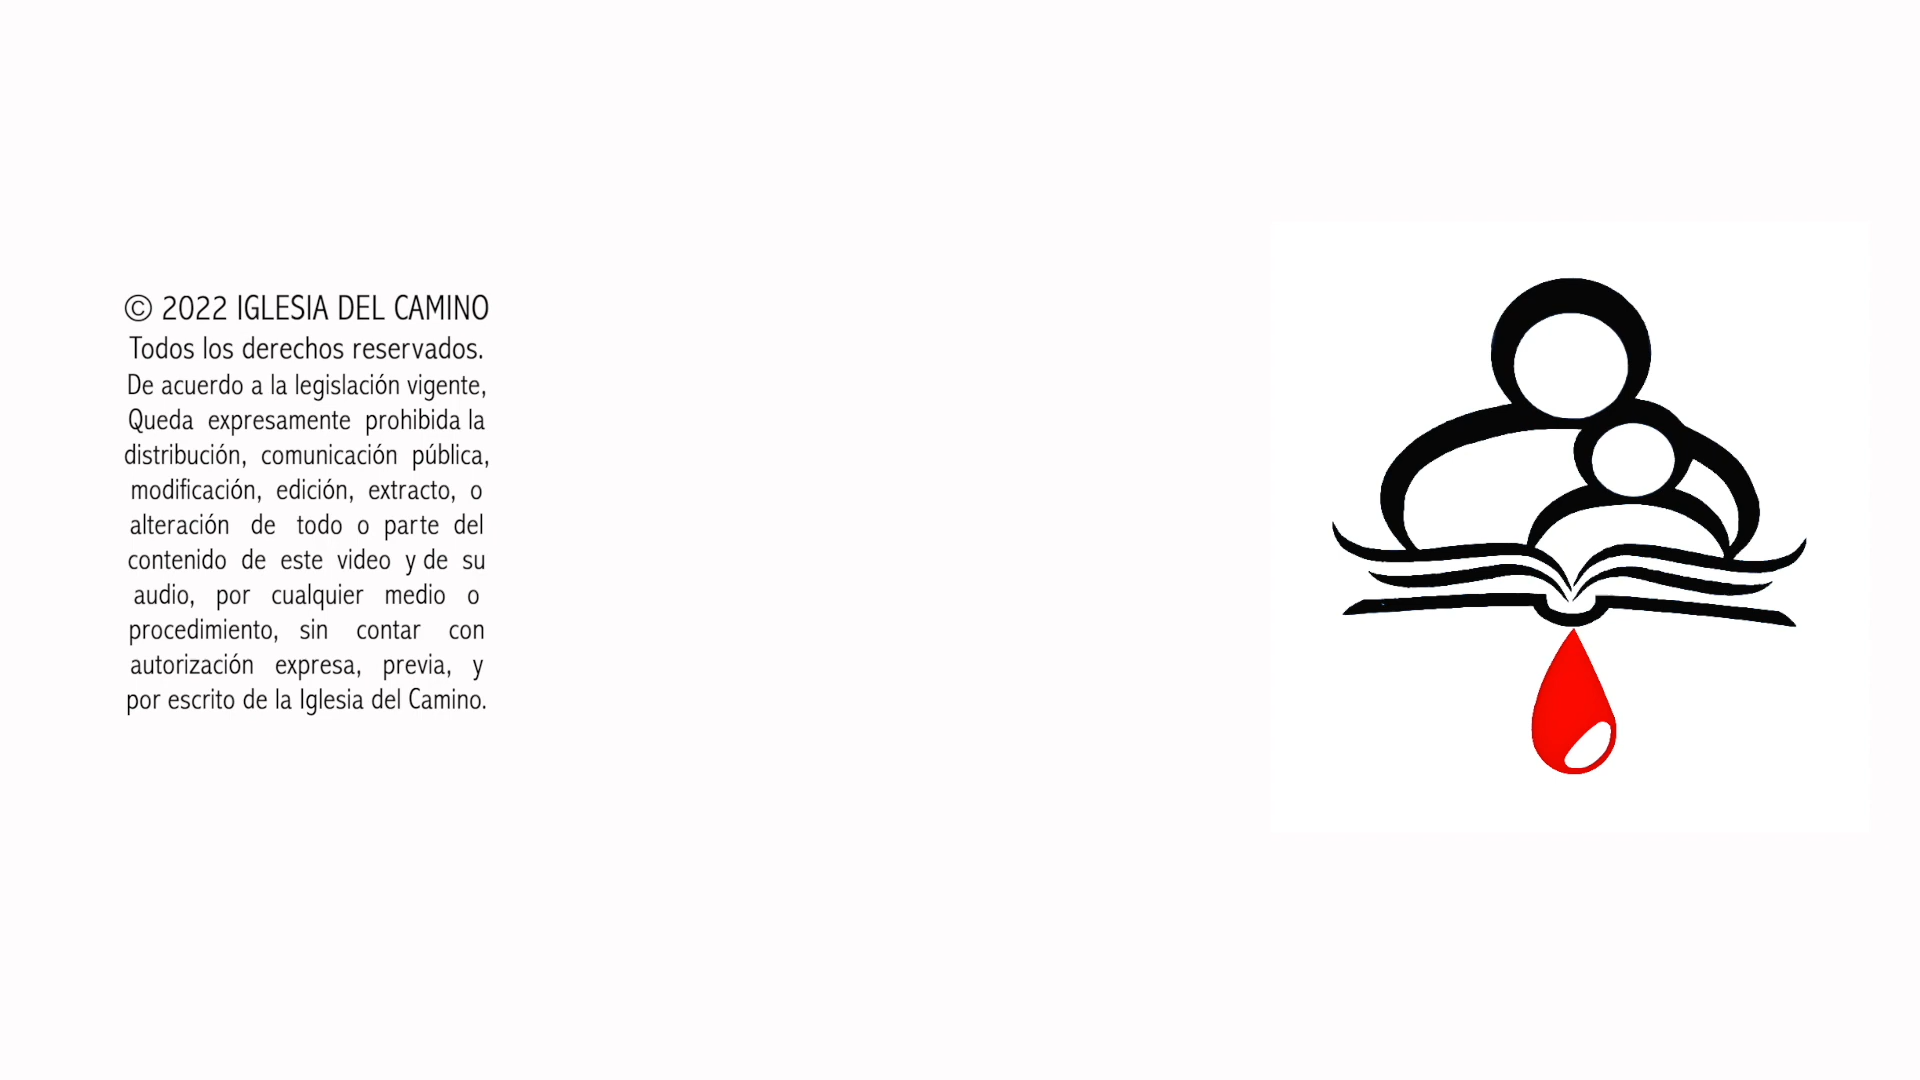 © 2022 IGLESIA DEL CAMINO
Todos los derechos reservados.
De acuerdo a la legislación vigente,
Queda expresamente prohibida la
distribución, comunicación pública,
modificación, edición, extracto, o
alteración de todo o parte del
contenido de este video y de su
audio, por cualquier medio o
procedimiento, sin contar con
autorización expresa, previa, y
por escrito de la Iglesia del Camino.